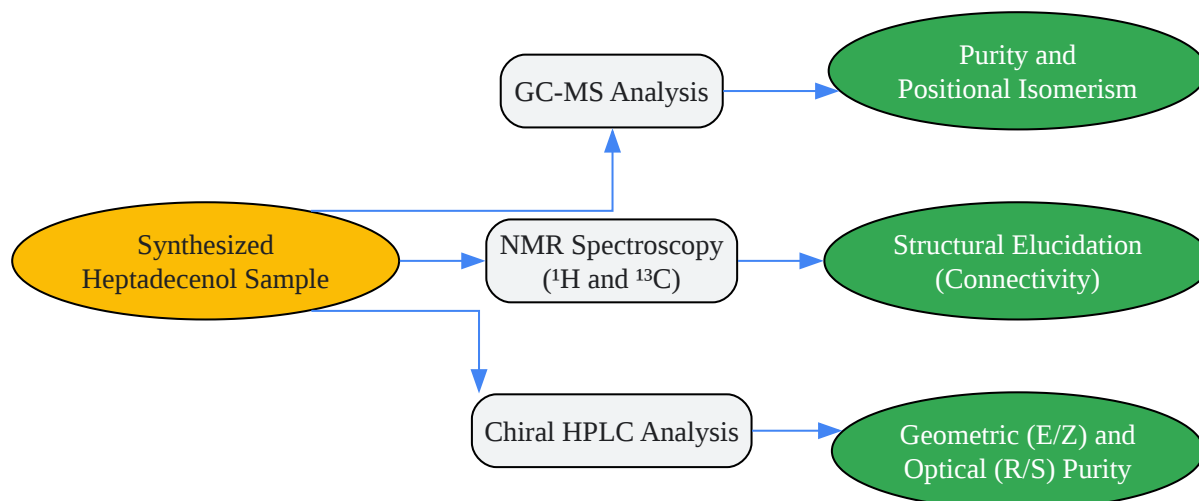 Purity and
Positional Isomerism
GC-MS Analysis
Synthesized
Heptadecenol Sample
NMR Spectroscopy
(¹H and ¹³C)
Structural Elucidation
(Connectivity)
Chiral HPLC Analysis
Geometric (E/Z) and
Optical (R/S) Purity